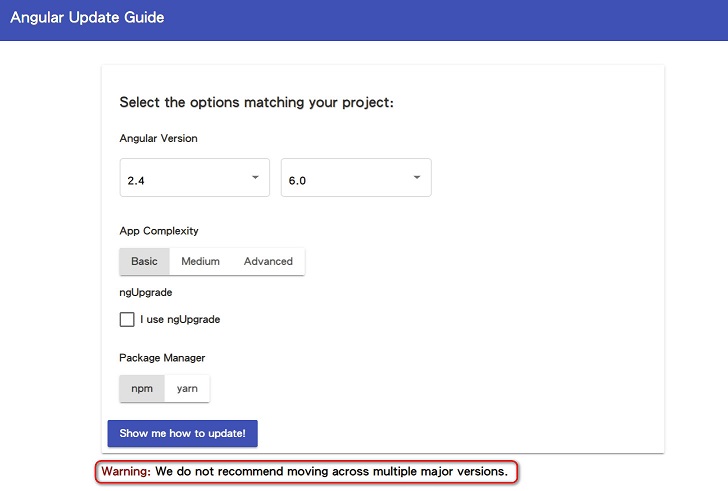 Angular Update Guide
Select the options matching your project:
Angular Version
2.4 6.0
App Complexity
Basic Medium Advanced
ngUpgrade
I use ngUpgrade
Package Manager
npm yarn
Show me how to update!
Warning: We do not recommend moving across multiple major versions.